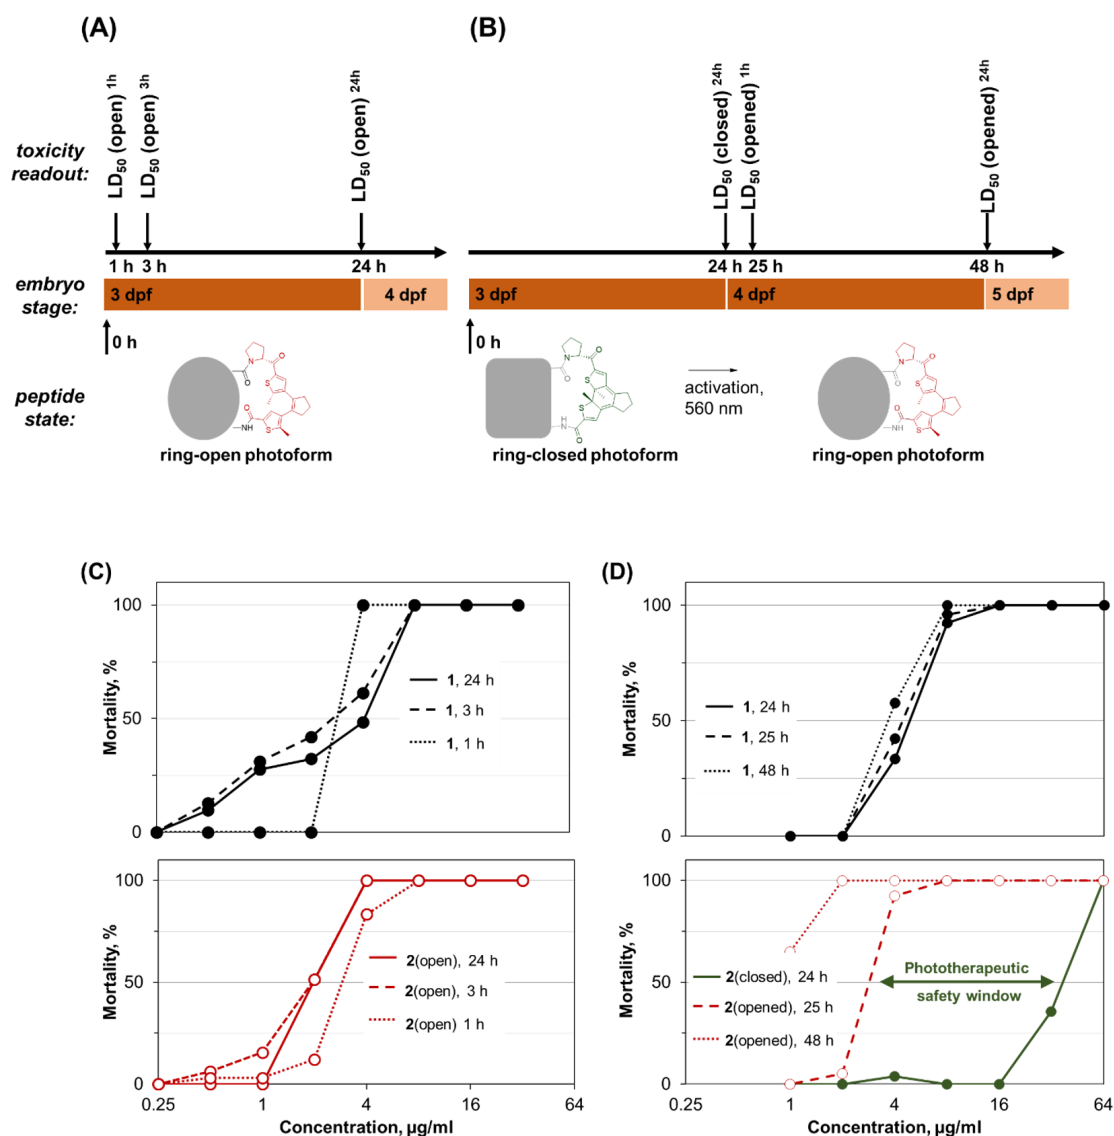 (A)
(B)
toxicity
readout:
LD50 (open) 1h
LD50 (open) 3h
LD50 (open) 24h
LD50 (closed) 24h
LD50 (opened) 1h
LD50 (opened) 24h
1 h 3 h 24 h
24 h 25 h 48 h
embryo
stage:
3 dpf 4 dpf
3 dpf 4 dpf 5 dpf
0 h
0 h
peptide
state:
N O O S O NH S
N O O S S N H O
activation,
560 nm
N O O S O NH S
ring-open photoform
ring-closed photoform
ring-open photoform
(C)
Mortality, %
100
50
0
1, 24 h
1, 3 h
1, 1 h
(D)
Mortality, %
100
50
0
1, 24 h
1, 25 h
1, 48 h
Mortality, %
100
50
0
2(open), 24 h
2(open), 3 h
2(open) 1 h
0.25 1 4 16 64
Concentration, µg/ml
Mortality, %
100
50
0
2(closed), 24 h
2(opened), 25 h
2(opened), 48 h
Phototherapeutic
safety window
0.25 1 4 16 64
Concentration, µg/ml